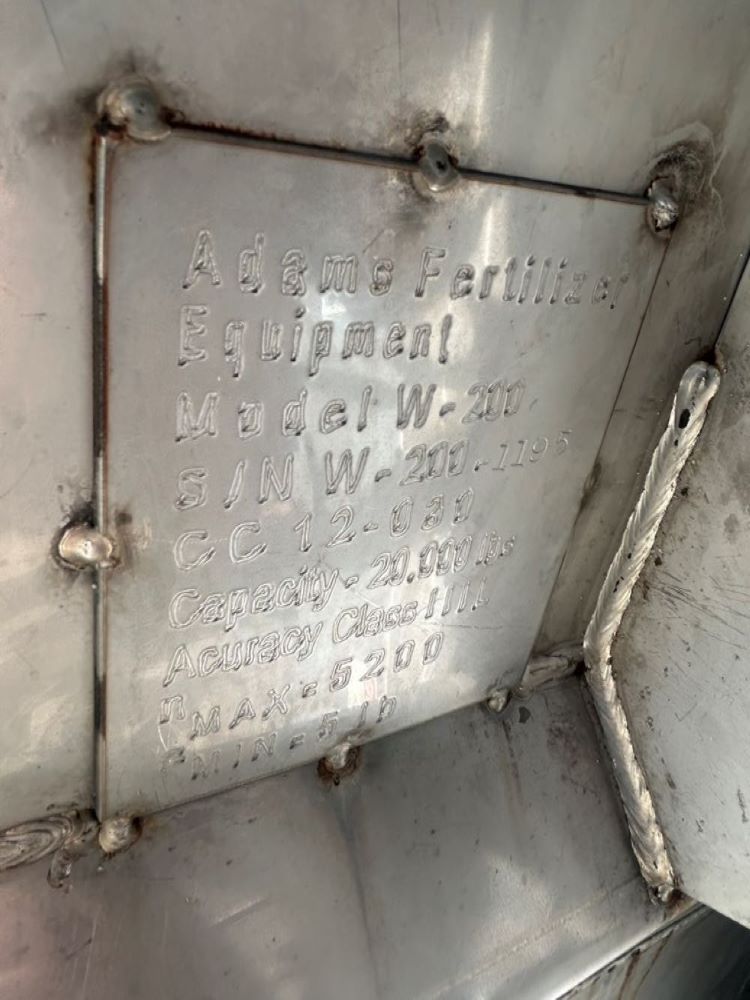 Adams Fertilizer
Equipment
Model W-200
S/N W-200-1195
CC 12-030
Capacity - 20.000 lbs
Acuracy Class IIIL
nMAX = 5200
MIN = 5 lb